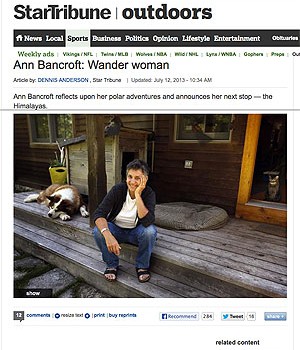 StarTribune | outdoors
News Local Sports Business Politics Opinion Lifestyle Entertainment Obituaries
Weekly ads | Vikings / NFL | Twins / MLB | Wolves / NBA | Wild / NHL | Lynx / WNBA | Gophers | Preps | Outd
Ann Bancroft: Wander woman
Article by: DENNIS ANDERSON , Star Tribune | Updated: July 12, 2013 - 10:34 AM
Ann Bancroft reflects upon her polar adventures and announces her next stop — the
Himalayas.
show
12 comments resize text print buy reprints Recommend 284 Tweet 16 share
related content